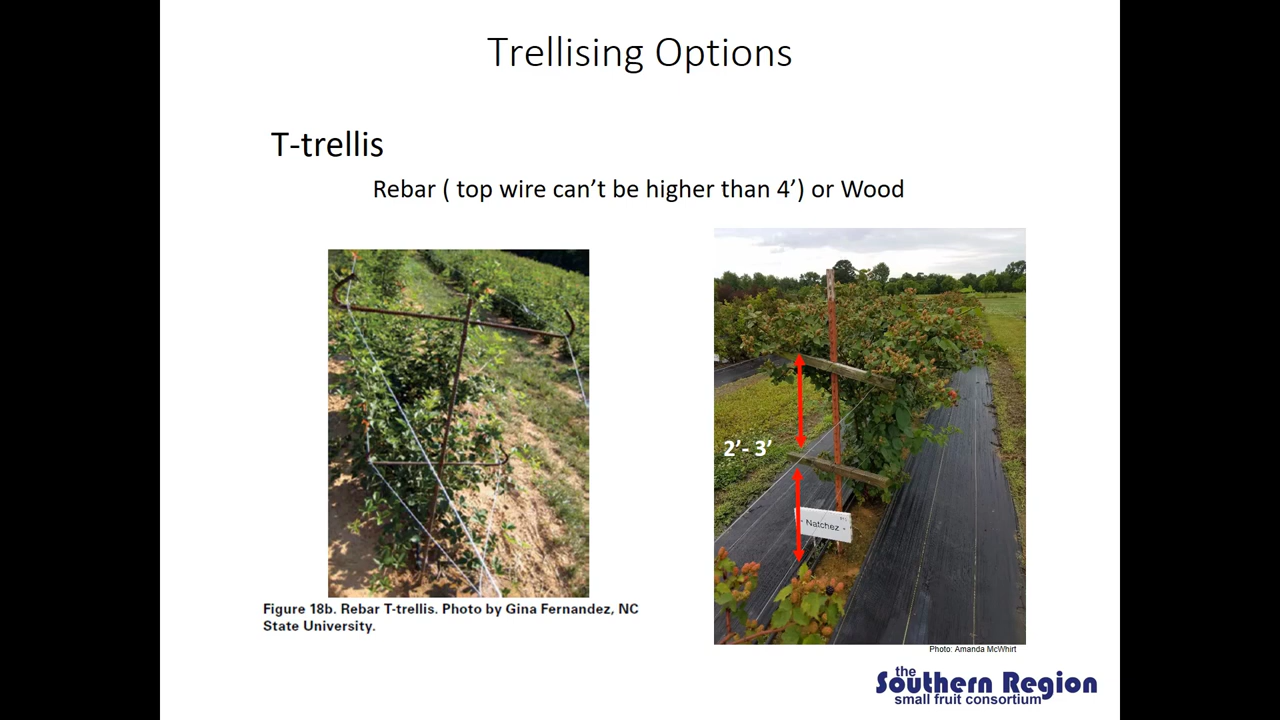 Trellising Options
T-trellis
Rebar ( top wire can’t be higher than 4’) or Wood
2’- 3’
Natchez
Figure 18b. Rebar T-trellis. Photo by Gina Fernandez, NC
State University.
Photo: Amanda McWhirt
the
Southern Region
small fruit consortium